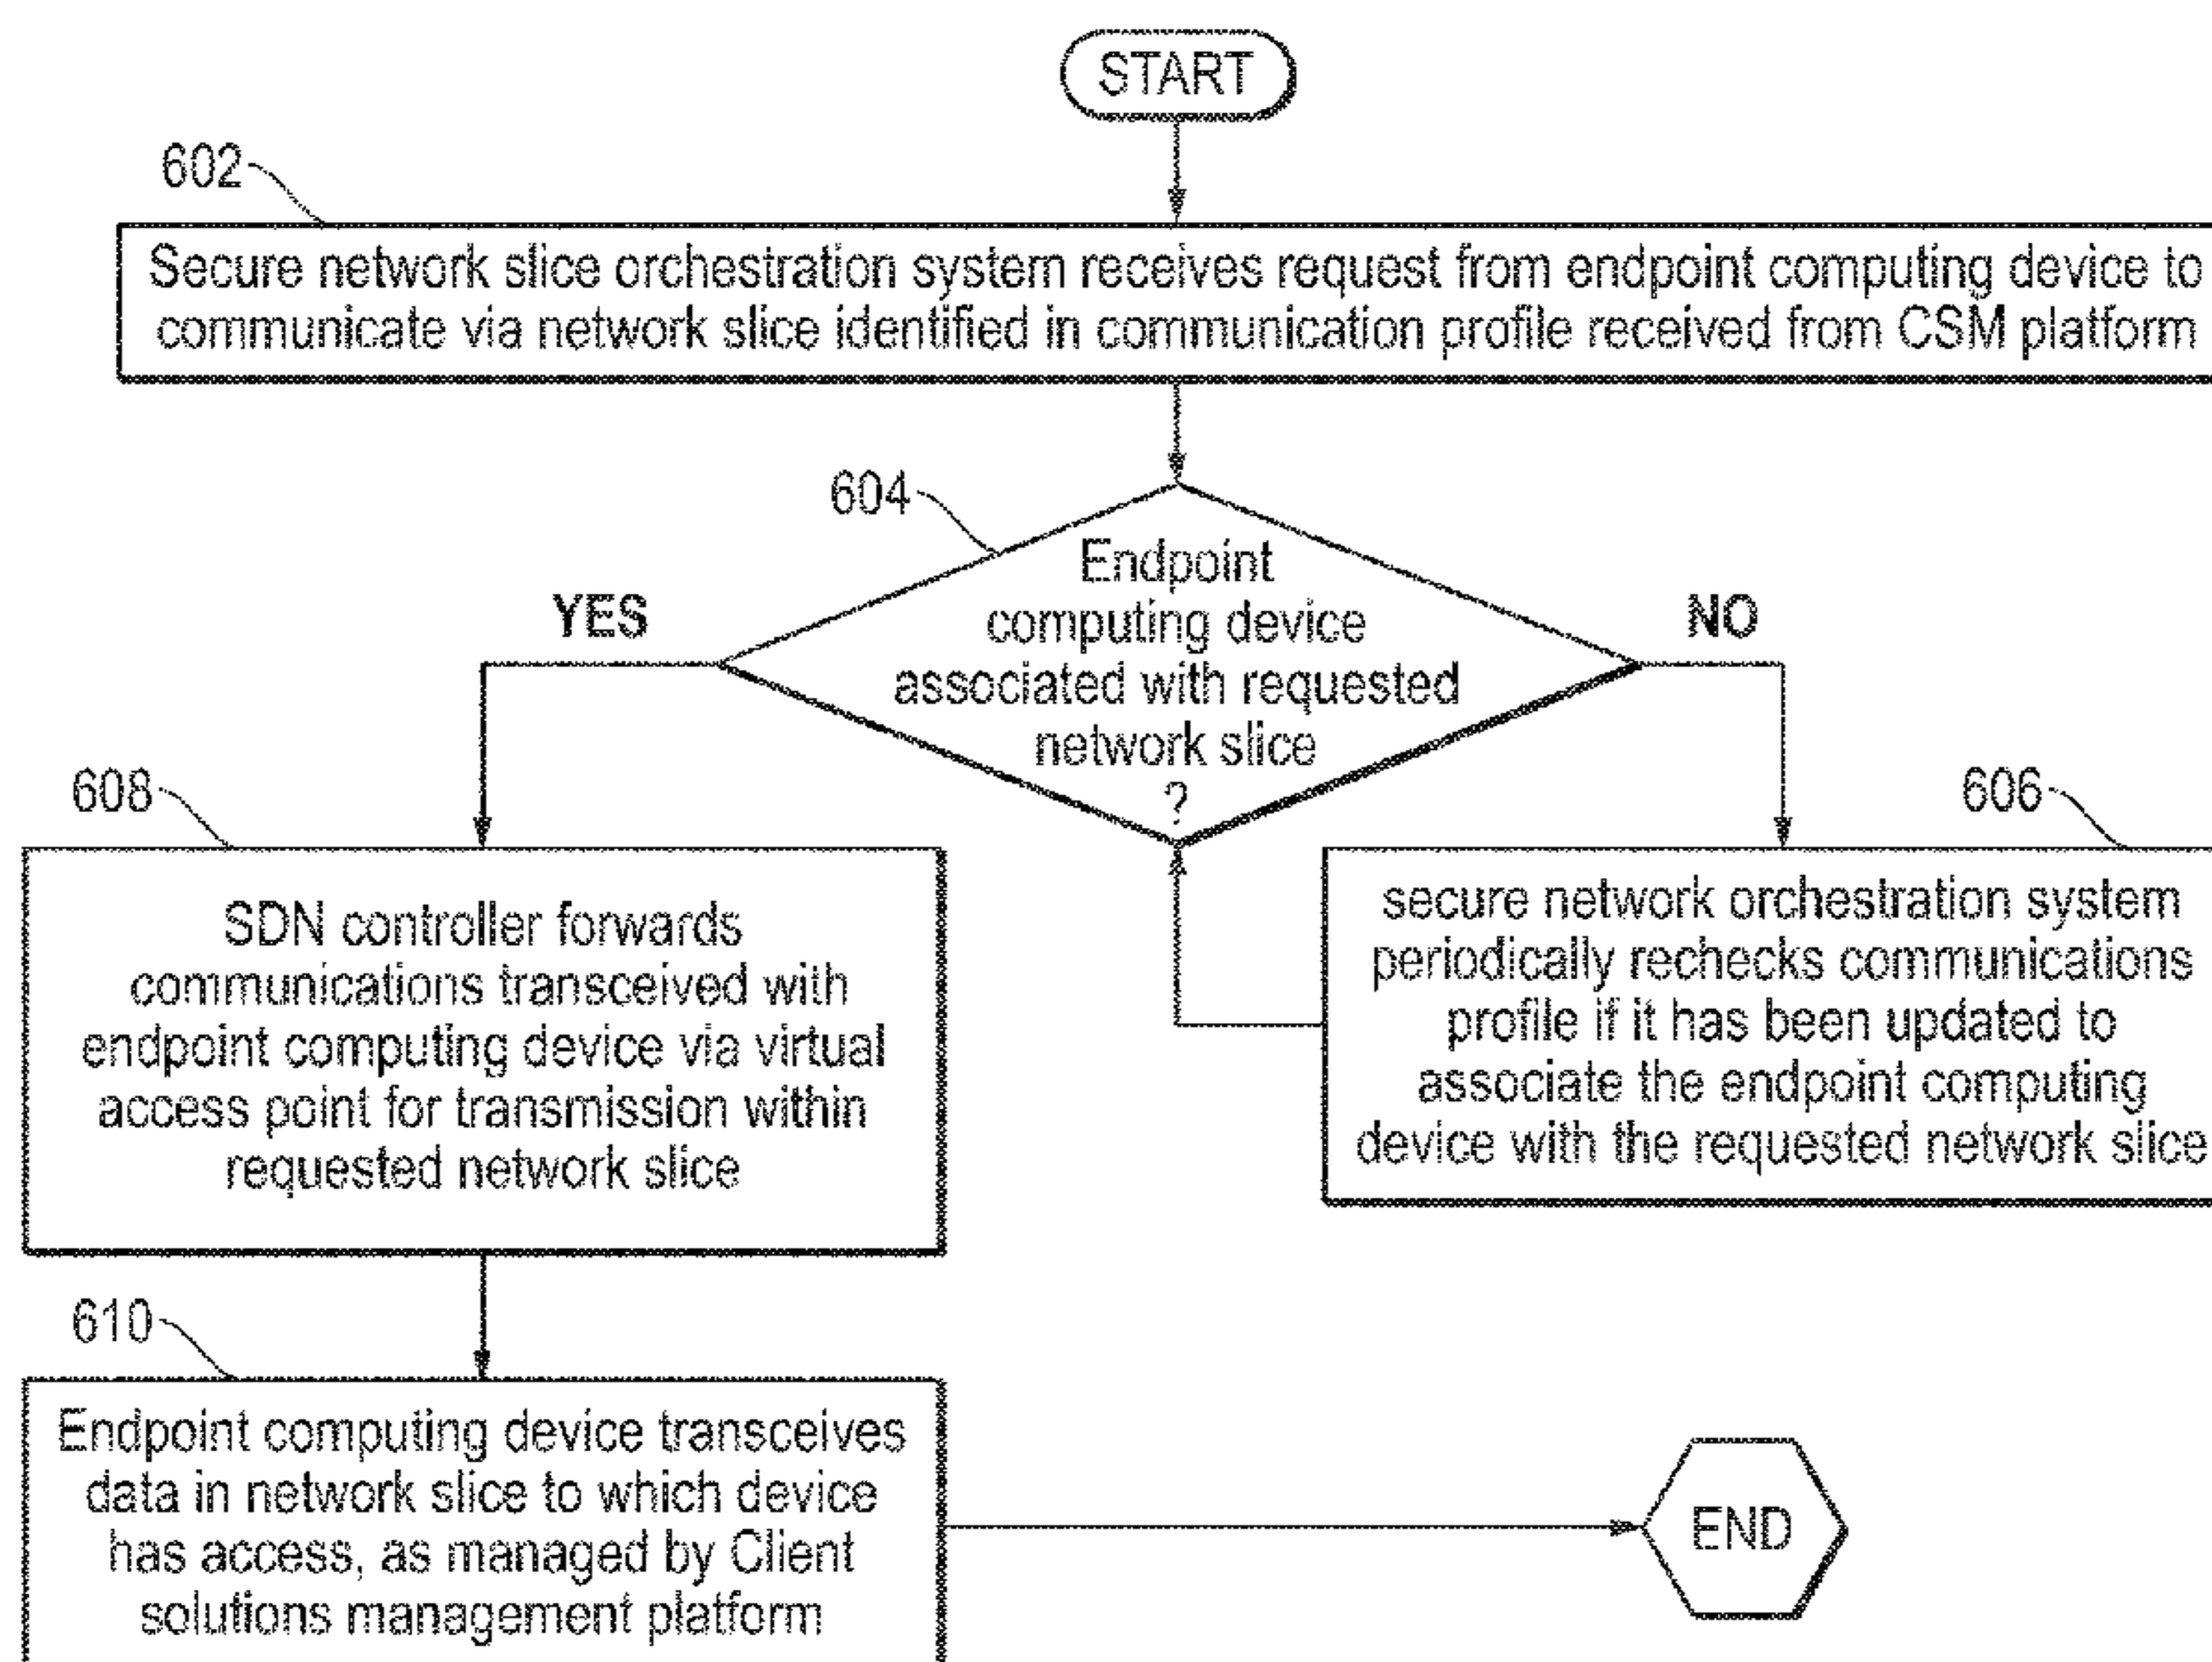 START
602
Secure network slice orchestration system receives request from endpoint computing device to
communicate via network slice identified in communication profile received from CSM platform
604
Endpoint
computing device
associated with requested
network slice
?
YES
NO
608
606
SDN controller forwards
communications transceived with
endpoint computing device via virtual
access point for transmission within
requested network slice
secure network orchestration system
periodically rechecks communications
profile if it has been updated to
associate the endpoint computing
device with the requested network slice
610
Endpoint computing device transceives
data in network slice to which device
has access, as managed by Client
solutions management platform
END